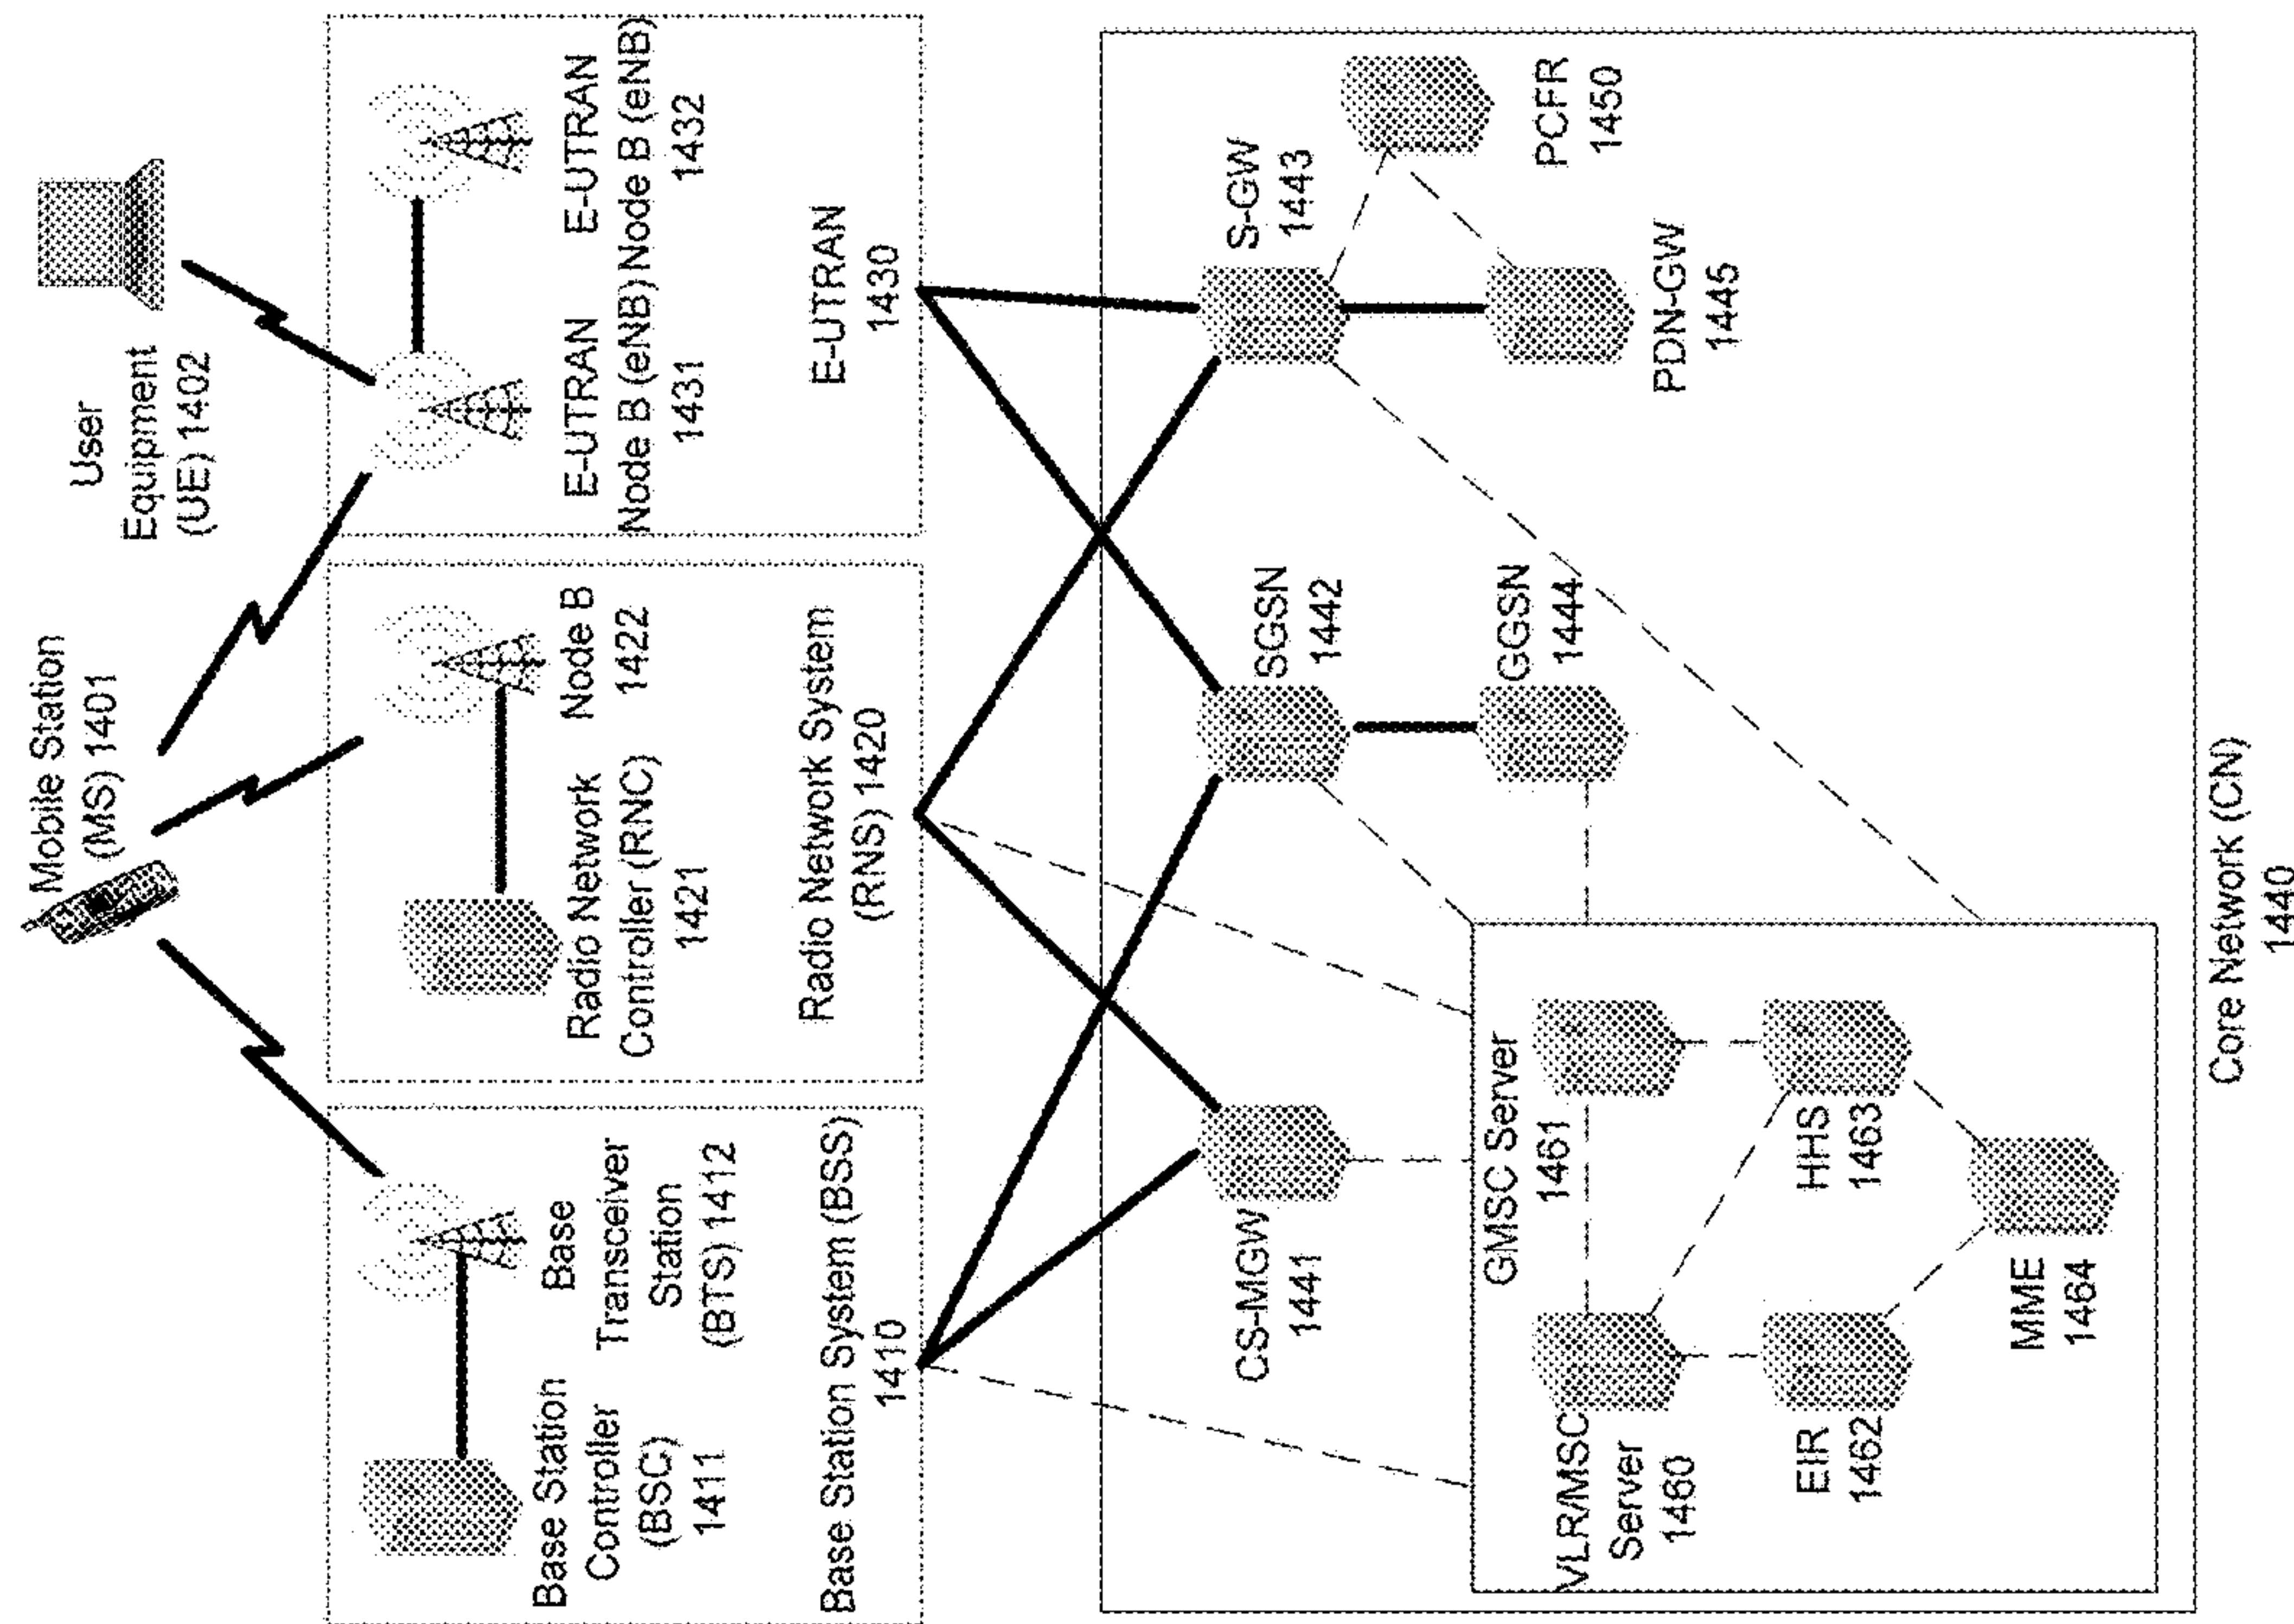 Mobile Station
(MS) 1401
User
Equipment
(UE) 1402
Base Station
Controller
(BSC)
1411
Base
Transceiver
Station
(BTS) 1412
Base Station System (BSS)
1410
Radio Network
Controller (RNC)
1421
Node B
1422
Radio Network System
(RNS) 1420
E-UTRAN
Node B (eNB)
1431
E-UTRAN
Node B (eNB)
1432
E-UTRAN
1430
CS-MGW
1441
SGSN
1442
S-GW
1443
GGSN
1444
PDN-GW
1445
PCFR
1450
GMSC Server
1461
VLR/MSC
Server
1460
EIR
1462
HHS
1463
MME
1464
Core Network (CN)
1440